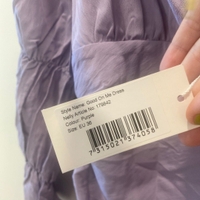 Style Name: Good On Me Dress
Nelly Article No. 179842
Colour: Purple
Size: EU 36
7 315021 374058